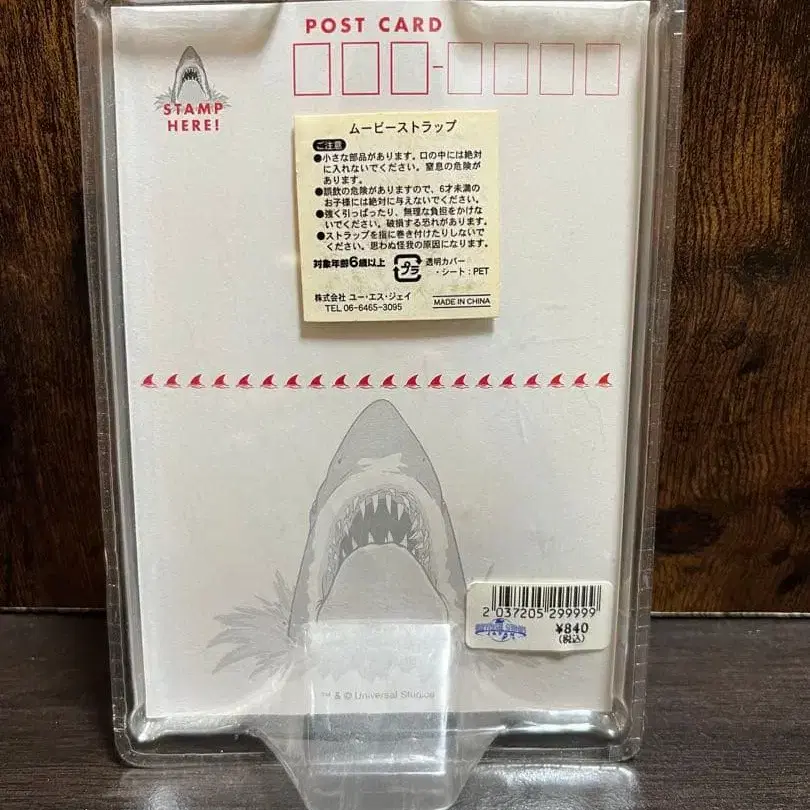 POST CARD
STAMP
HERE!
ムービーストラップ
ご注意
●小さな部品があります。口の中には絶対
に入れないでください。窒息の危険が
あります。
●誤飲の危険がありますので、6才未満の
お子様には絶対に与えないでください。
●強く引っぱったり、無理な負担をかけな
いでください。破損する恐れがあります。
●ストラップを指に巻き付けたりしないで
ください。思わぬ怪我の原因になります。
対象年齢6歳以上
プラ
透明カバー
・シート:PET
株式会社 ユー・エス・ジェイ
TEL 06-6465-3095
MADE IN CHINA
2 037205 299999
UNIVERSAL STUDIOS
JAPAN
¥840
(税込)
™ & © Universal Studios